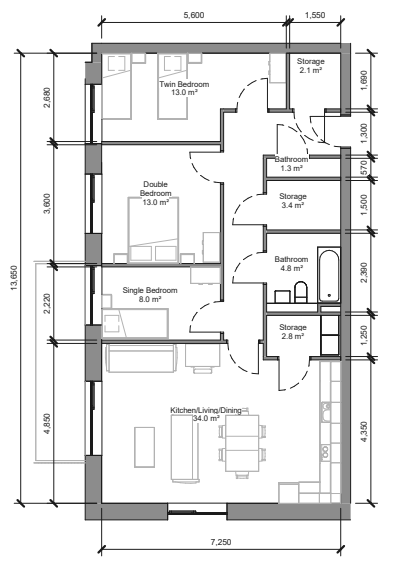 5,600
1,550
Storage
2.1 m²
Twin Bedroom
13.0 m²
2,680
1,690
1,300
Bathroom
1.3 m²
570
Double
Bedroom
13.0 m²
3,600
Storage
3.4 m²
1,500
13,650
Bathroom
4.8 m²
2,390
Single Bedroom
8.0 m²
2,220
Storage
2.8 m²
1,250
Kitchen/Living/Dining
34.0 m²
4,850
4,350
7,250